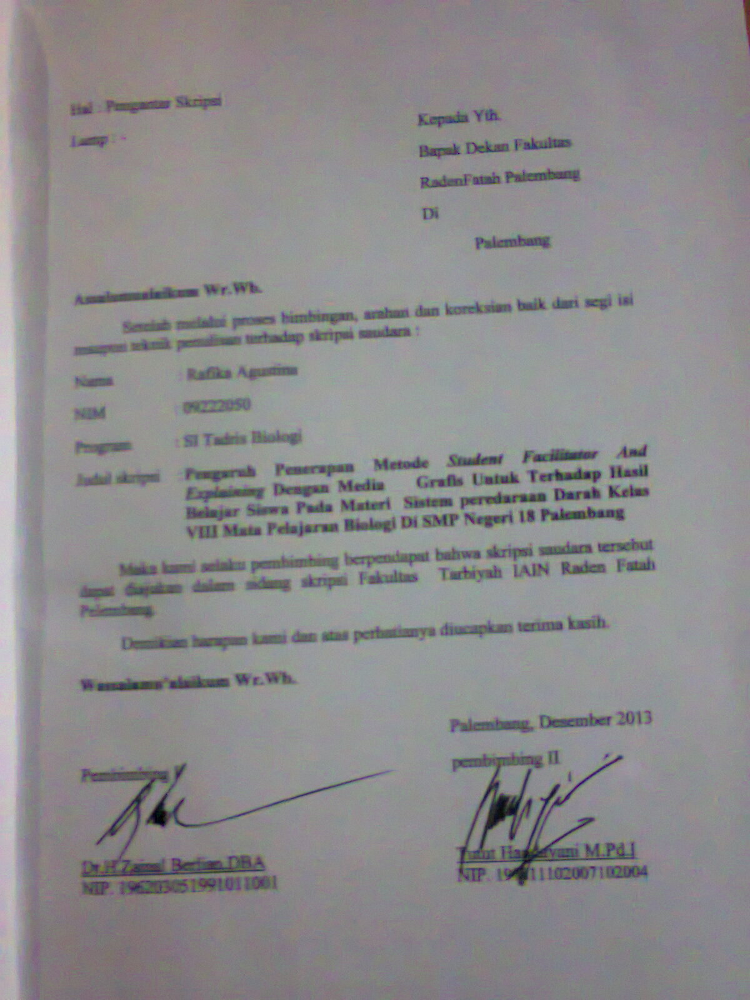 Hal : Pengantar Skripsi
Lamp : -
Kepada Yth.
Bapak Dekan Fakultas
RadenFatah Palembang
Di
Palembang
Assalamualaikum Wr.Wb.
Setelah melalui proses bimbingan, arahan dan koreksian baik dari segi isi
maupun teknik penulisan terhadap skripsi saudara :
Nama : Rafika Agustina
NIM : 09222050
Program : SI Tadris Biologi
Judul skripsi : Pengaruh Penerapan Metode Student Facilitator And
Explaining Dengan Media Grafis Untuk Terhadap Hasil
Belajar Siswa Pada Materi Sistem peredaraan Darah Kelas
VIII Mata Pelajaran Biologi Di SMP Negeri 18 Palembang
Maka kami selaku pembimbing berpendapat bahwa skripsi saudara tersebut
dapat diajukan dalam sidang skripsi Fakultas Tarbiyah IAIN Raden Fatah
Palembang.
Demikian harapan kami dan atas perhatianya diucapkan terima kasih.
Wassalamu'alaikum Wr.Wb.
Palembang, Desember 2013
Pembimbing I
pembimbing II
Dr.H.Zainal Berlian.DBA
NIP. 196203051991011001
M.Pd.I
NIP.